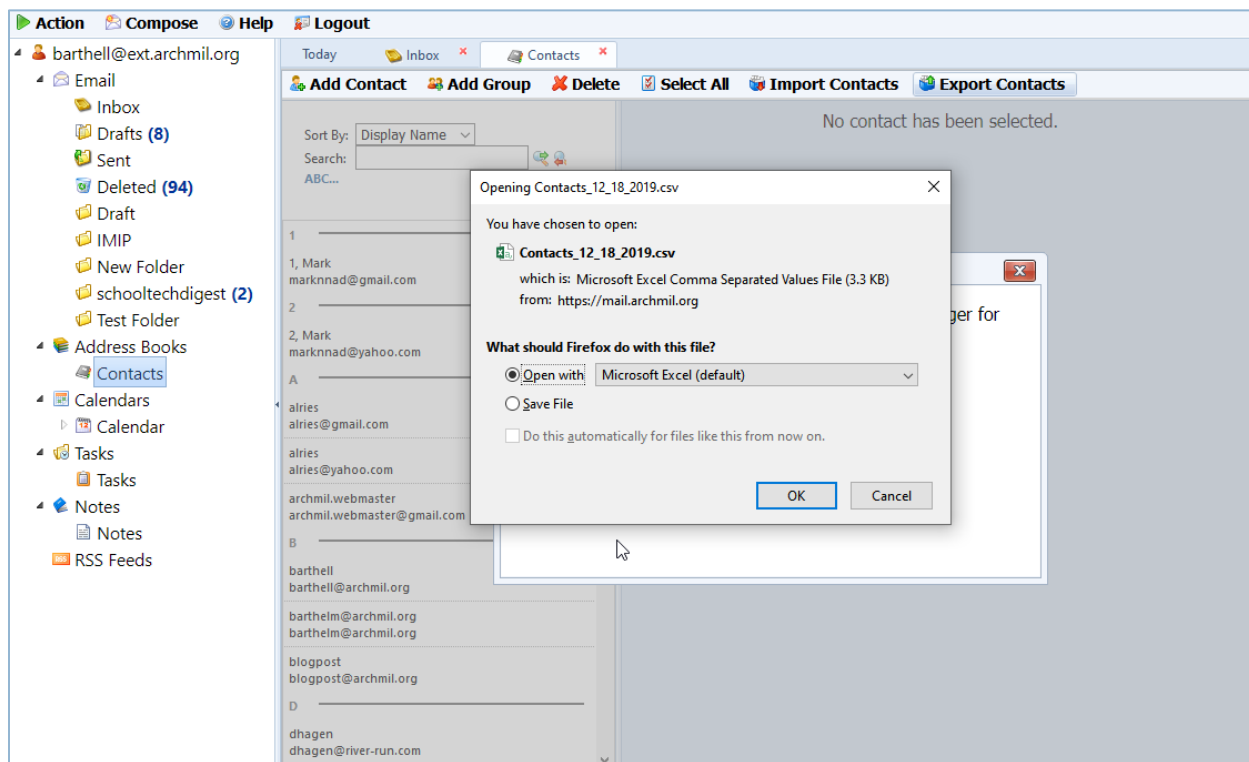 Action Compose Help Logout
barthell@ext.archmil.org
Email
Inbox
Drafts (8)
Sent
Deleted (94)
Draft
IMIP
New Folder
schooltechdigest (2)
Test Folder
Address Books
Contacts
Calendars
Calendar
Tasks
Tasks
Notes
Notes
RSS Feeds
Today Inbox Contacts
Add Contact Add Group Delete Select All Import Contacts Export Contacts
Sort By: Display Name
Search:
ABC...
1
1, Mark
marknnad@gmail.com
2
2, Mark
marknnad@yahoo.com
A
alries
alries@gmail.com
alries
alries@yahoo.com
archmil.webmaster
archmil.webmaster@gmail.com
B
barthell
barthell@archmil.org
barthelm@archmil.org
barthelm@archmil.org
blogpost
blogpost@archmil.org
D
dhagen
dhagen@river-run.com
No contact has been selected.
Opening Contacts_12_18_2019.csv
You have chosen to open:
Contacts_12_18_2019.csv
which is: Microsoft Excel Comma Separated Values File (3.3 KB)
from: https://mail.archmil.org
What should Firefox do with this file?
Open with Microsoft Excel (default)
Save File
Do this automatically for files like this from now on.
OK Cancel
for